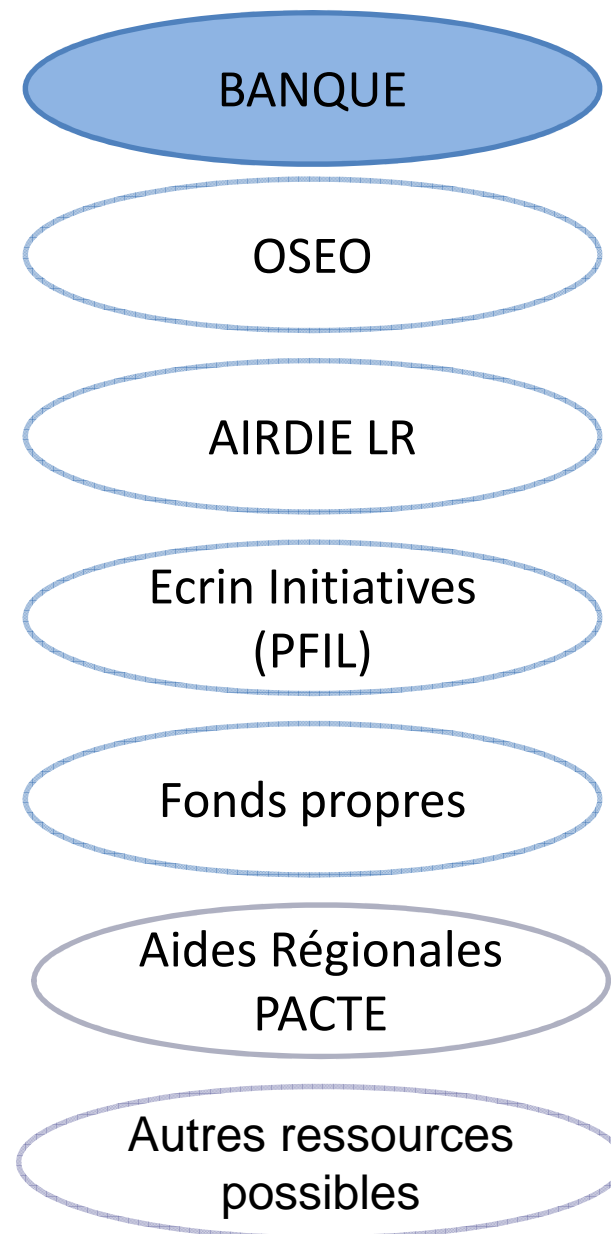 BANQUE
OSEO
AIRDIE LR
Ecrin Initiatives
(PFIL)
Fonds propres
Aides Régionales
PACTE
Autres ressources
possibles